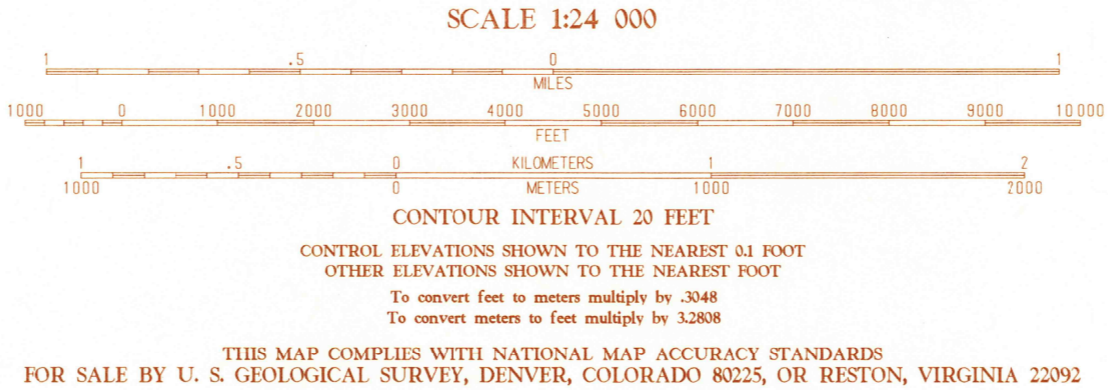 SCALE 1:24 000
1 .5 0 1
MILES
1000 0 1000 2000 3000 4000 5000 6000 7000 8000 9000 10 000
FEET
1 .5 0 KILOMETERS 1 2
1000 0 METERS 1000 2000
CONTOUR INTERVAL 20 FEET
CONTROL ELEVATIONS SHOWN TO THE NEAREST 0.1 FOOT
OTHER ELEVATIONS SHOWN TO THE NEAREST FOOT
To convert feet to meters multiply by .3048
To convert meters to feet multiply by 3.2808
THIS MAP COMPLIES WITH NATIONAL MAP ACCURACY STANDARDS
FOR SALE BY U. S. GEOLOGICAL SURVEY, DENVER, COLORADO 80225, OR RESTON, VIRGINIA 22092